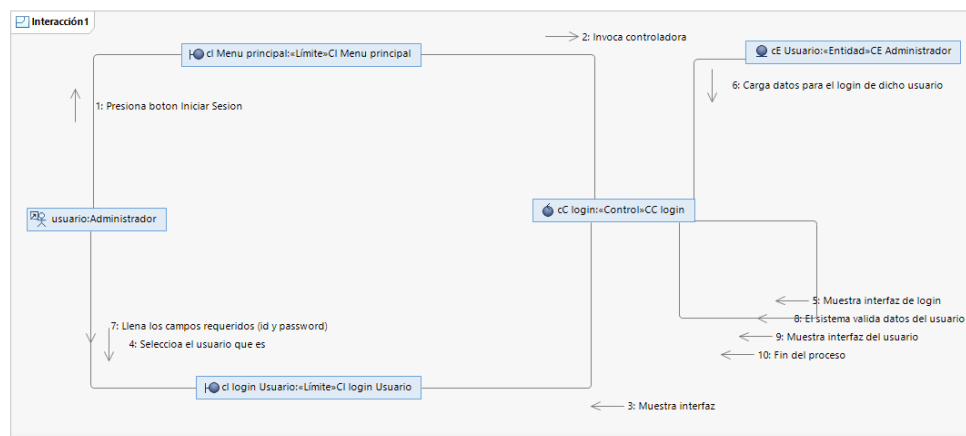 Interacción1
cI Menu principal:«Límite»CI Menu principal
2: Invoca controladora
cE Usuario:«Entidad»CE Administrador
6: Carga datos para el login de dicho usuario
1: Presiona boton Iniciar Sesion
usuario:Administrador
cC login:«Control»CC login
5: Muestra interfaz de login
8: El sistema valida datos del usuario
7: Llena los campos requeridos (id y password)
9: Muestra interfaz del usuario
4: Seleccioa el usuario que es
10: Fin del proceso
cI login Usuario:«Límite»CI login Usuario
3: Muestra interfaz